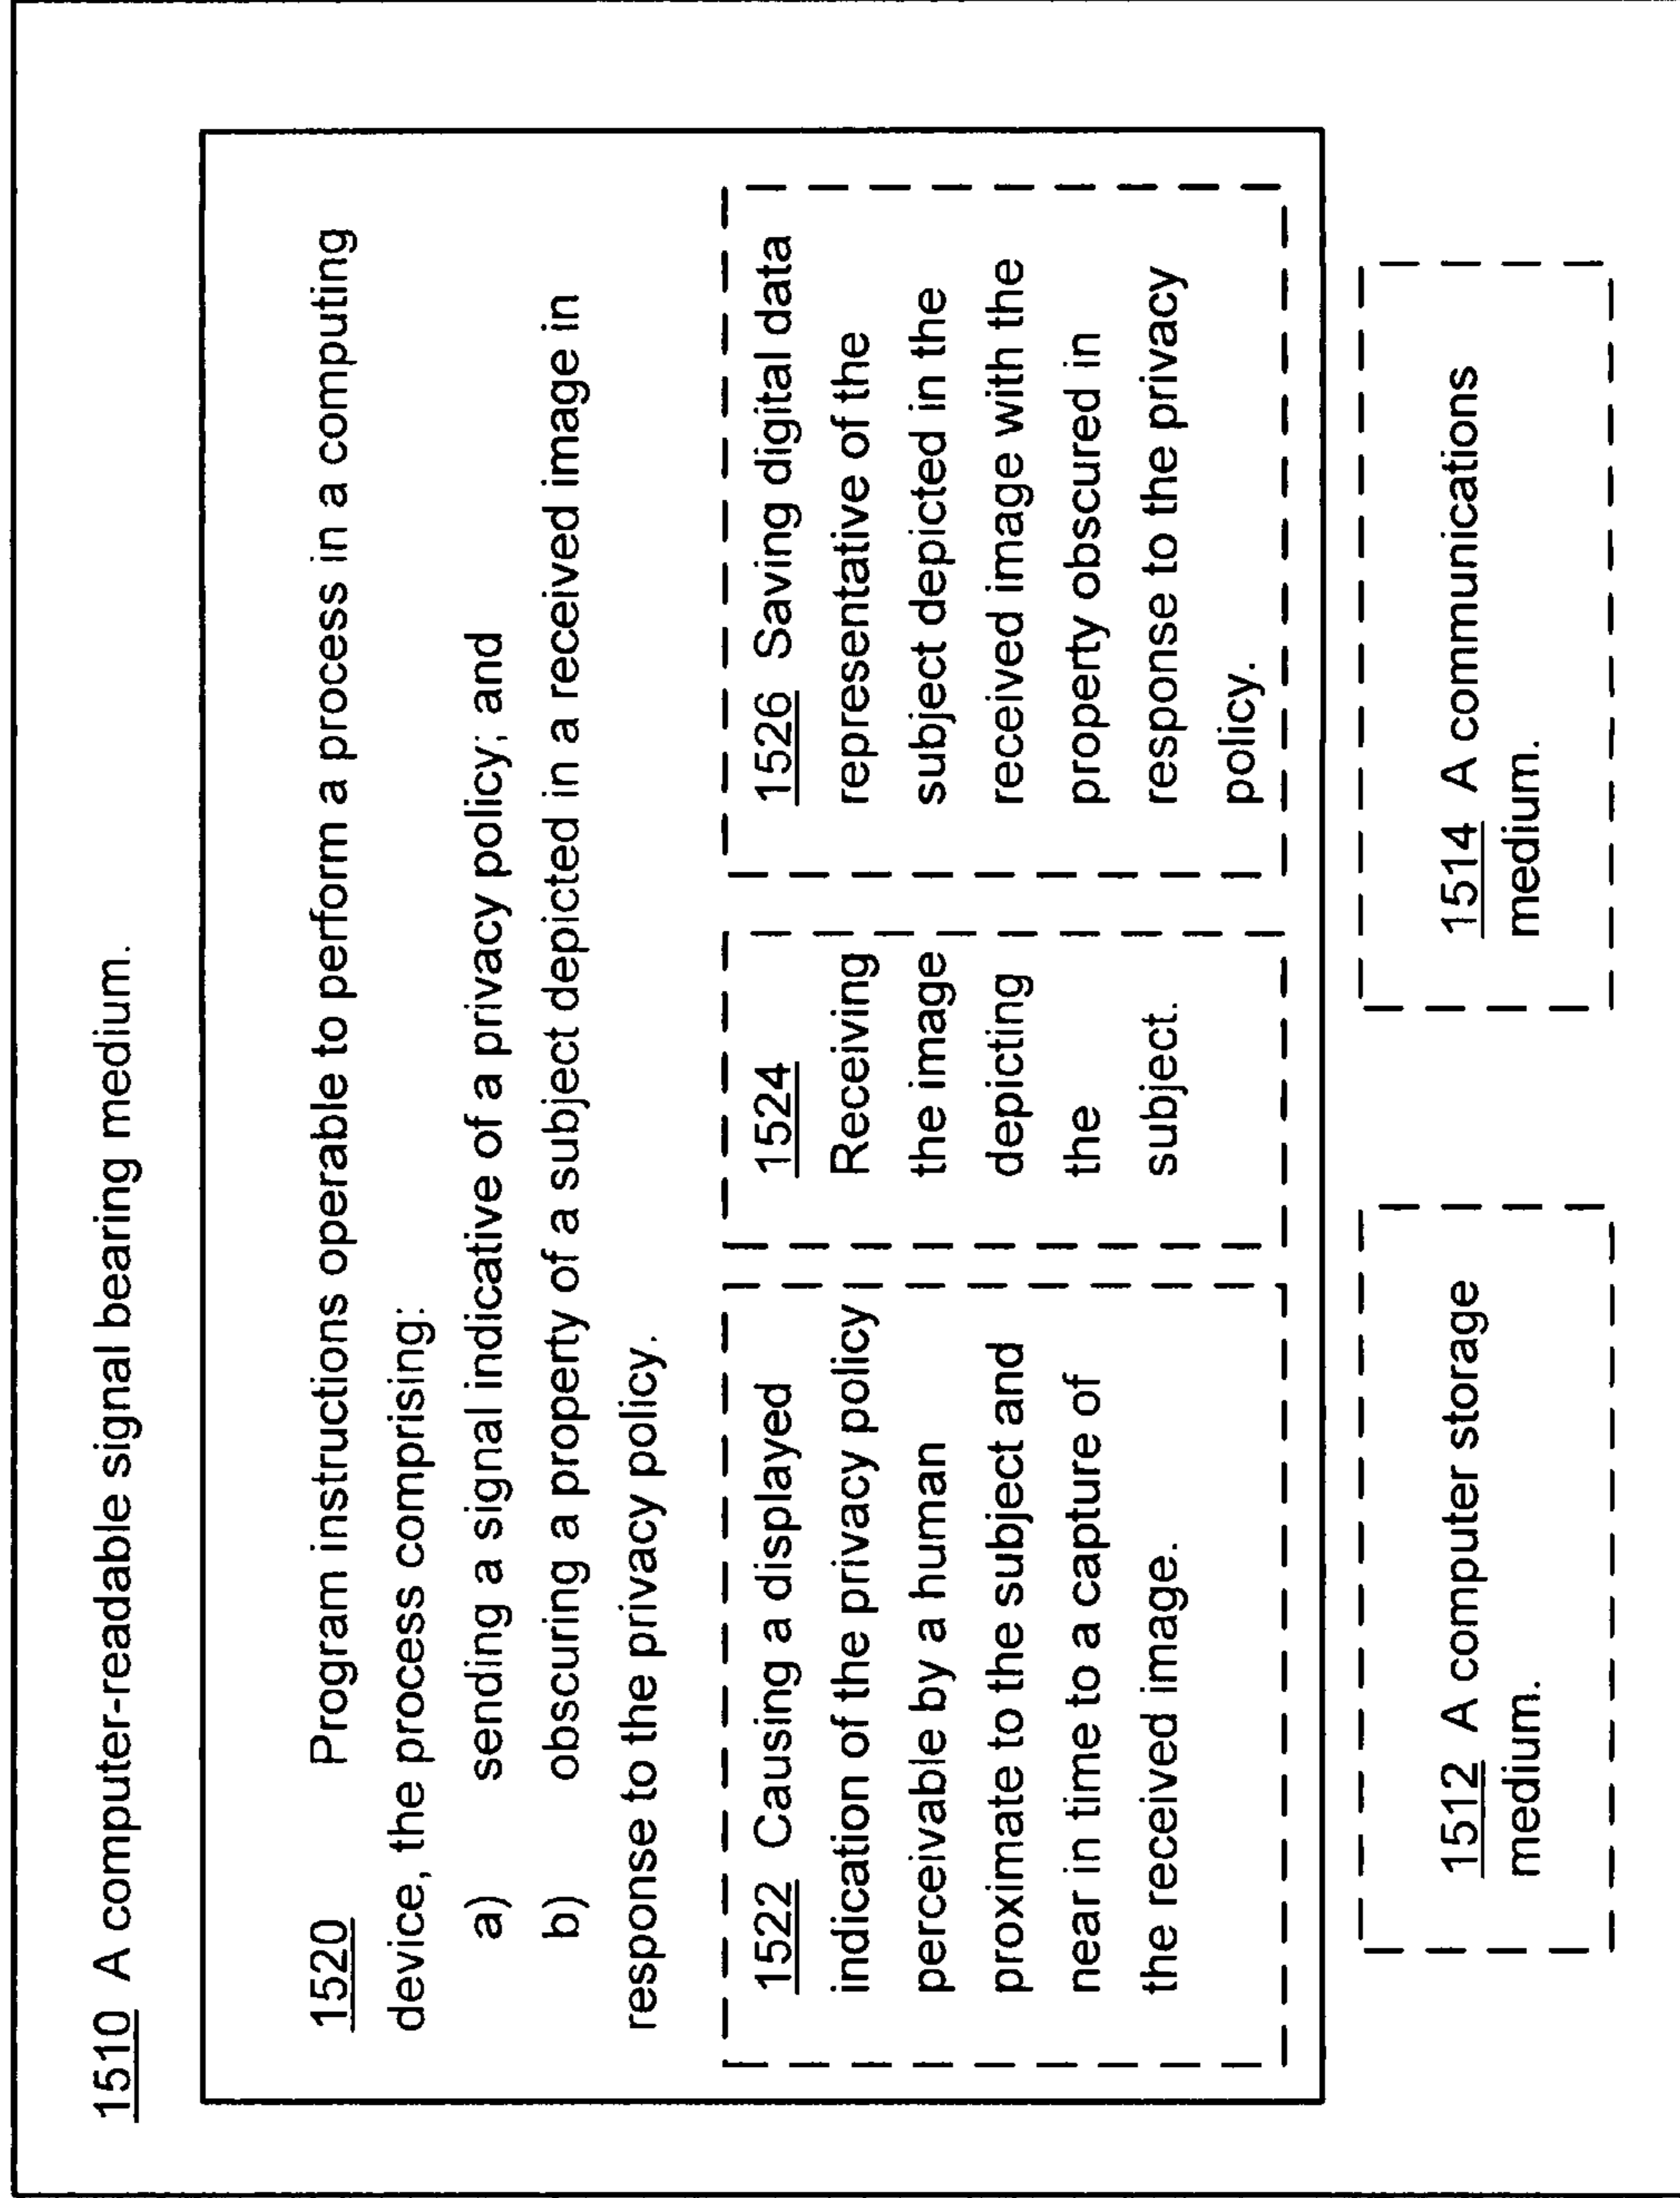 1510 A computer-readable signal bearing medium.
1520 Program instructions operable to perform a process in a computing
device, the process comprising:
a) sending a signal indicative of a privacy policy; and
b) obscuring a property of a subject depicted in a received image in
response to the privacy policy.
1522 Causing a displayed
indication of the privacy policy
perceivable by a human
proximate to the subject and
near in time to a capture of
the received image.
1524
Receiving
the image
depicting
the
subject.
1526 Saving digital data
representative of the
subject depicted in the
received image with the
property obscured in
response to the privacy
policy.
1512 A computer storage
medium.
1514 A communications
medium.